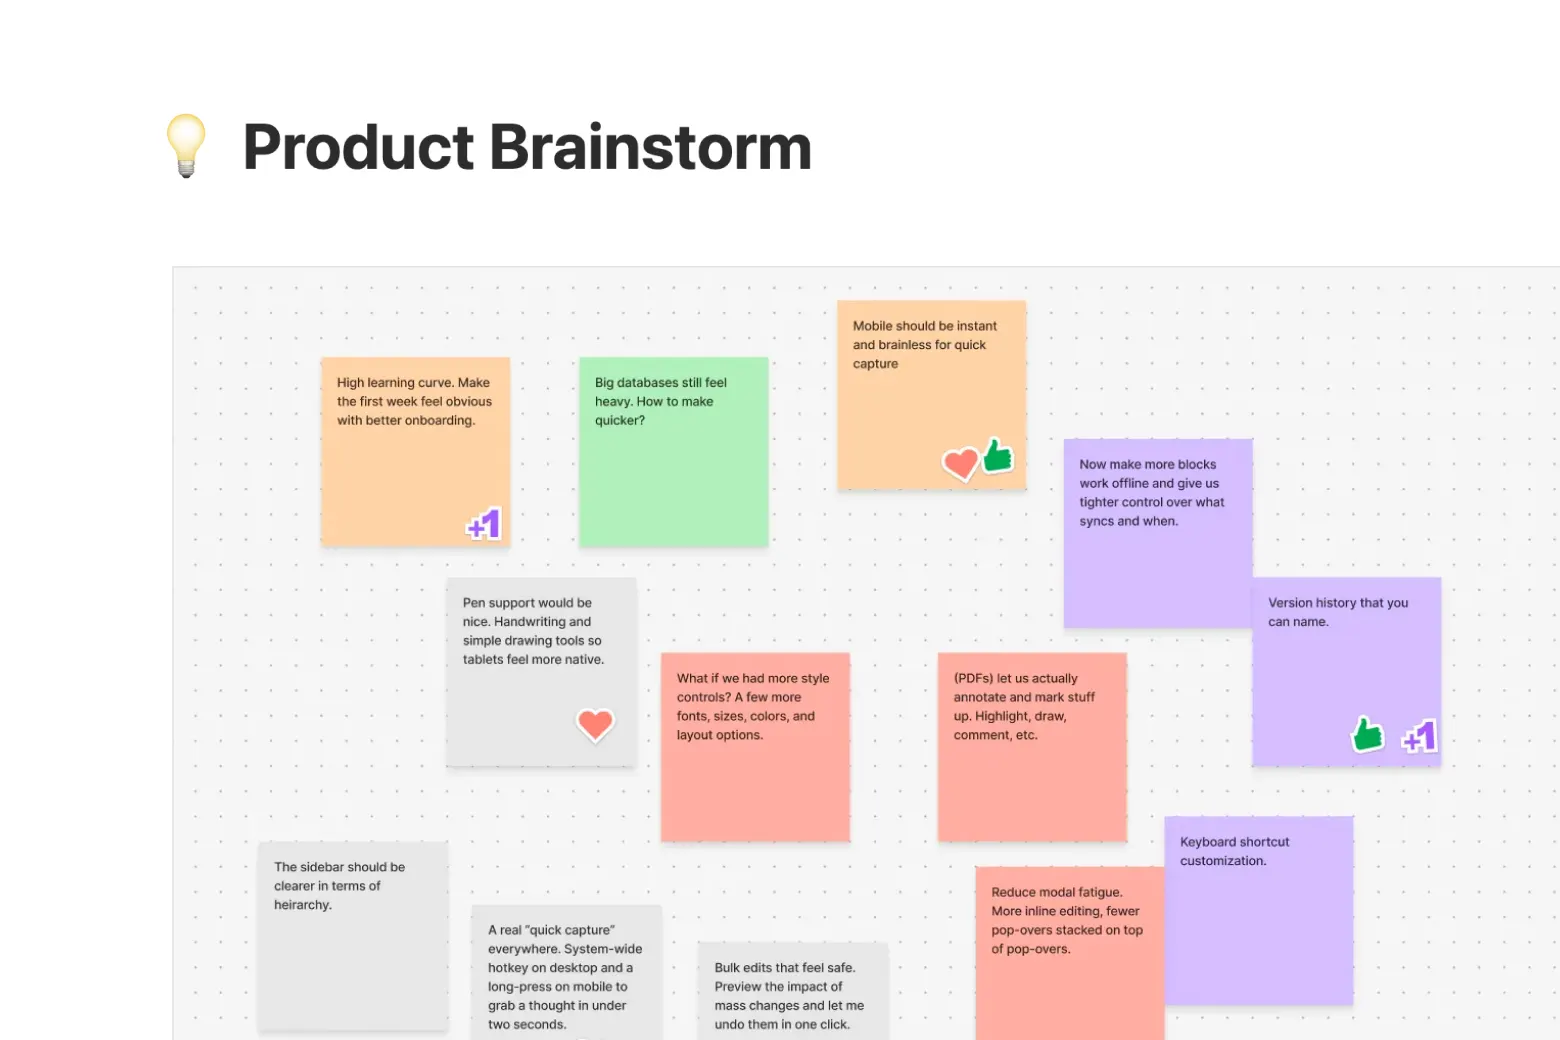 Product Brainstorm
Mobile should be instant
and brainless for quick
capture
High learning curve. Make
the first week feel obvious
with better onboarding.
+1
Big databases still feel
heavy. How to make
quicker?
Now make more blocks
work offline and give us
tighter control over what
syncs and when.
Pen support would be
nice. Handwriting and
simple drawing tools so
tablets feel more native.
Version history that you
can name.
+1
What if we had more style
controls? A few more
fonts, sizes, colors, and
layout options.
(PDFs) let us actually
annotate and mark stuff
up. Highlight, draw,
comment, etc.
Keyboard shortcut
customization.
The sidebar should be
clearer in terms of
heirarchy.
Reduce modal fatigue.
More inline editing, fewer
pop-overs stacked on top
of pop-overs.
A real “quick capture”
everywhere. System-wide
hotkey on desktop and a
long-press on mobile to
grab a thought in under
two seconds.
Bulk edits that feel safe.
Preview the impact of
mass changes and let me
undo them in one click.